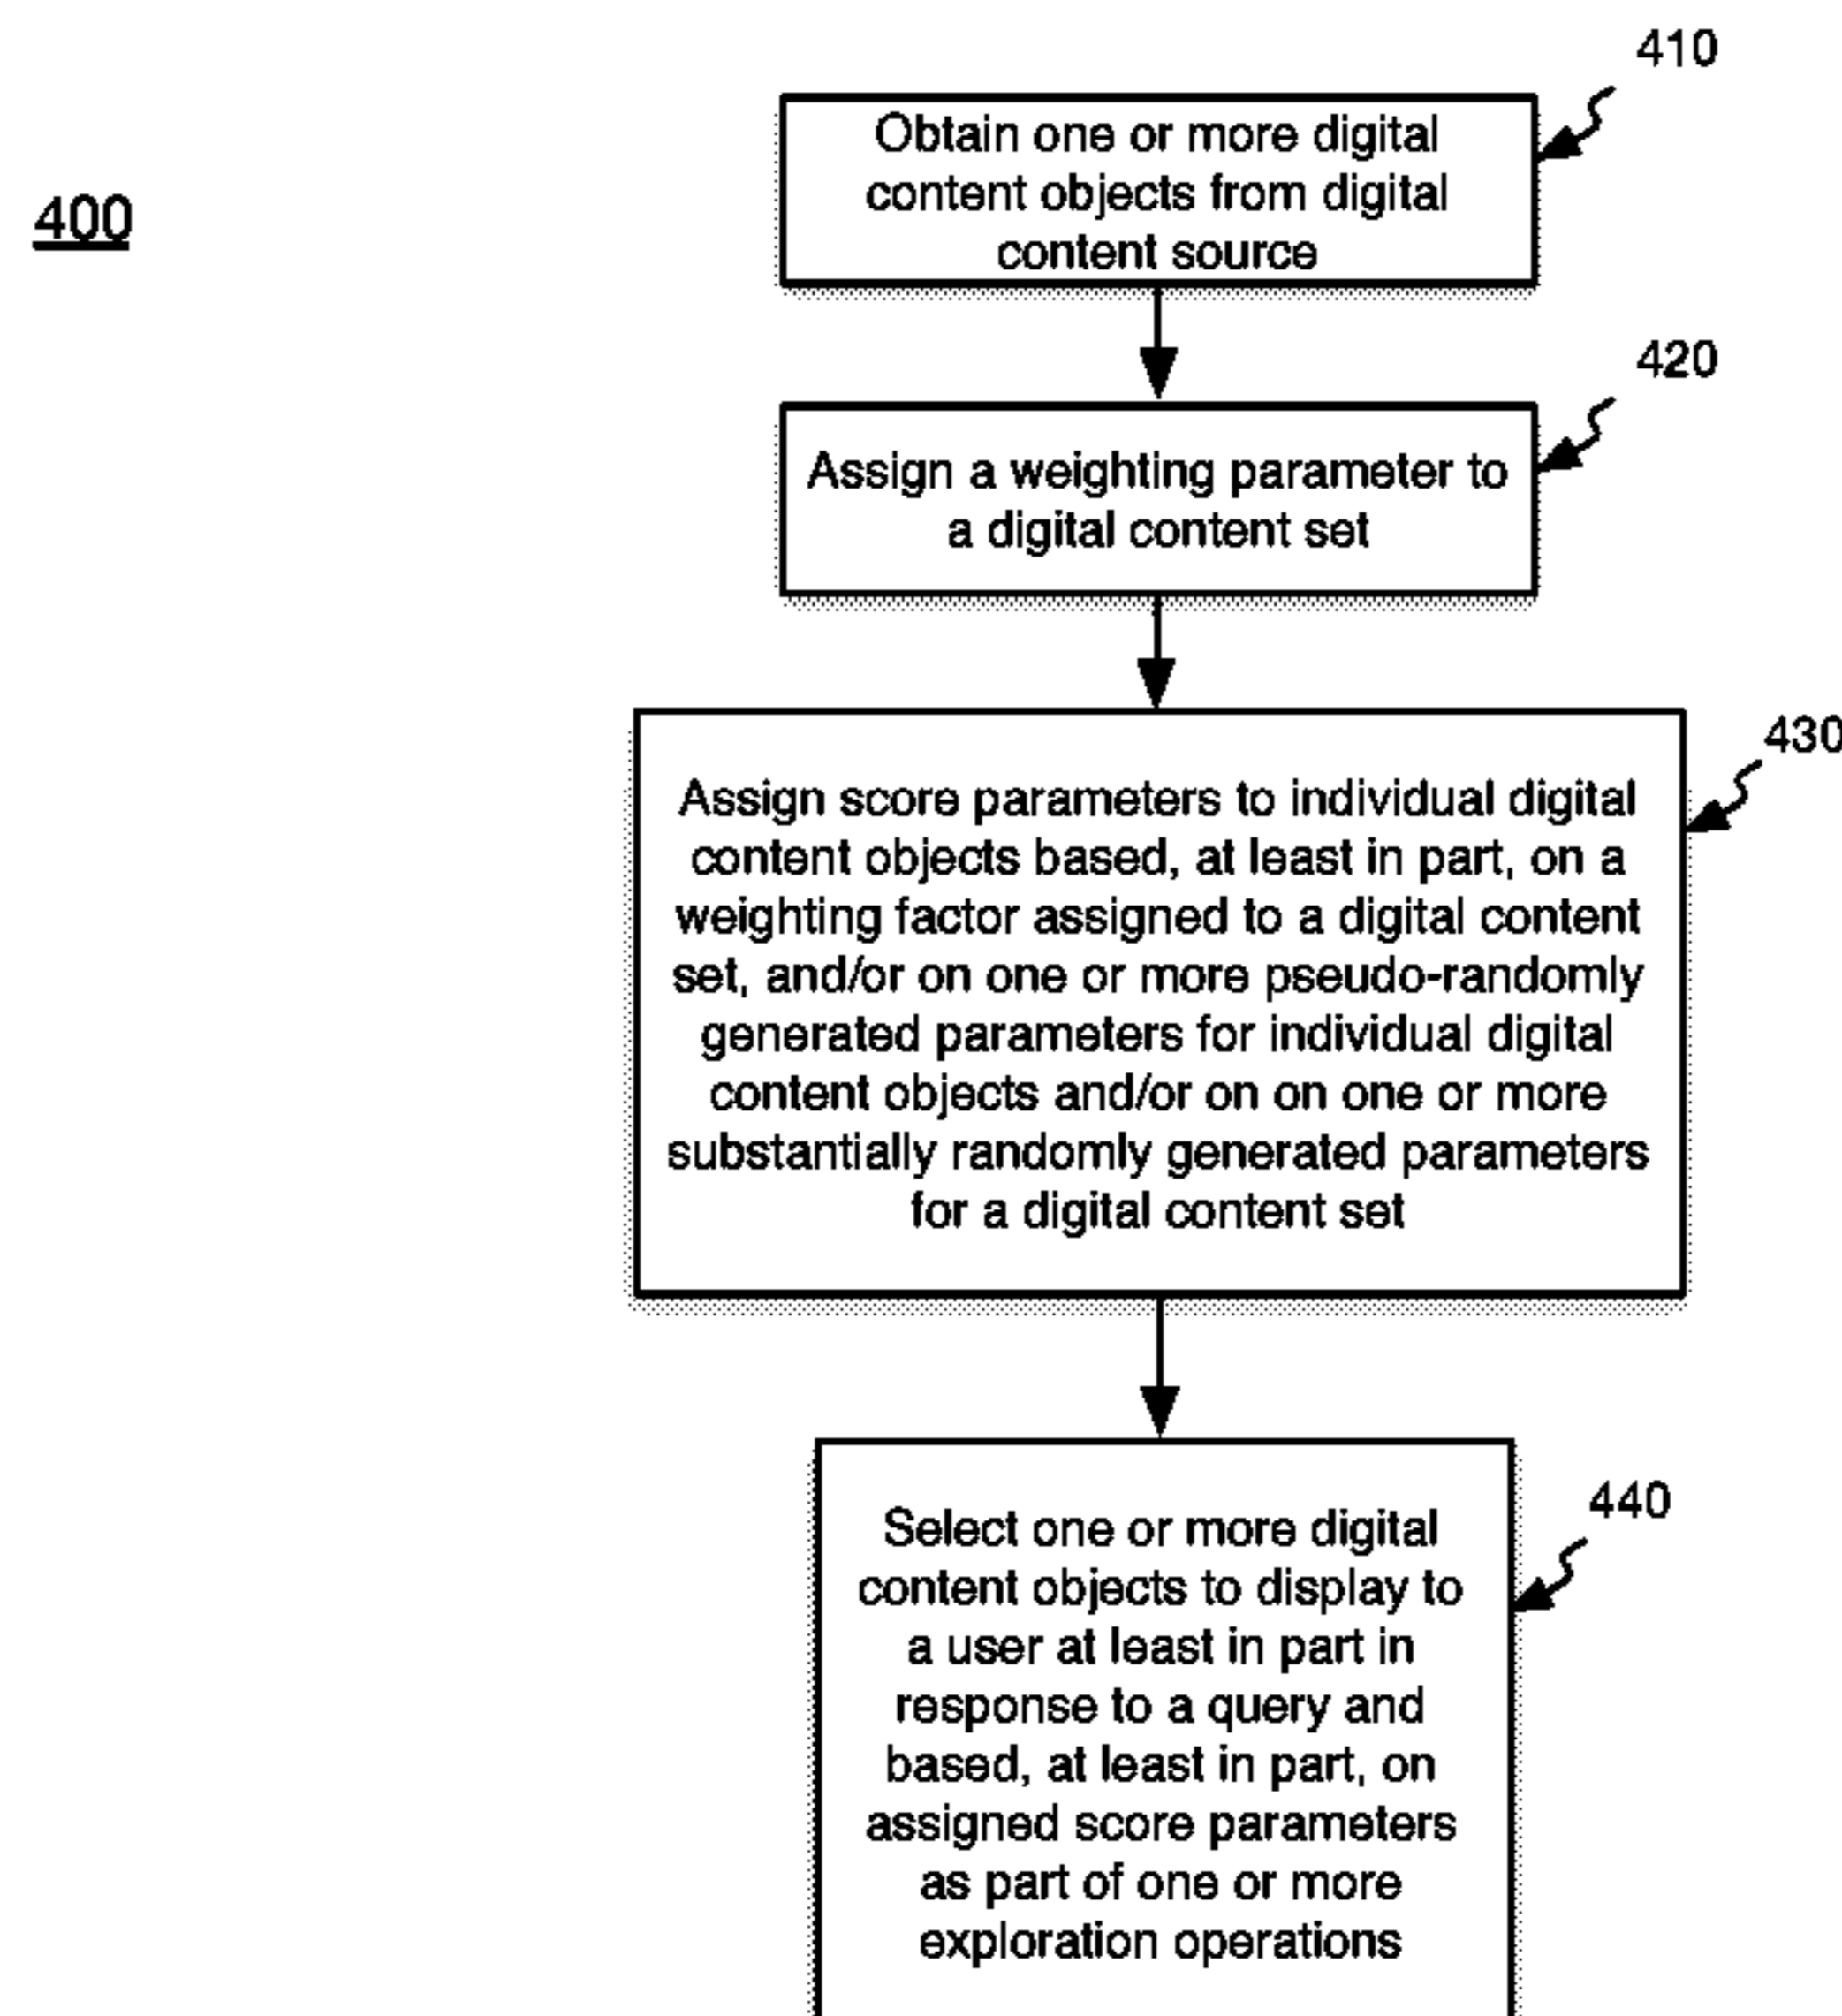 410
Obtain one or more digital
content objects from digital
content source
400
420
Assign a weighting parameter to
a digital content set
430
Assign score parameters to individual digital
content objects based, at least in part, on a
weighting factor assigned to a digital content
set, and/or on one or more pseudo-randomly
generated parameters for individual digital
content objects and/or on on one or more
substantially randomly generated parameters
for a digital content set
440
Select one or more digital
content objects to display to
a user at least in part in
response to a query and
based, at least in part, on
assigned score parameters
as part of one or more
exploration operations